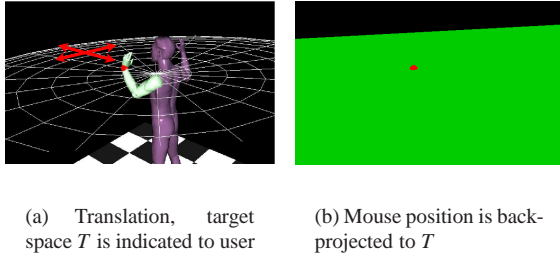 (a) Translation, target
space T is indicated to user
(b) Mouse position is back-
projected to T